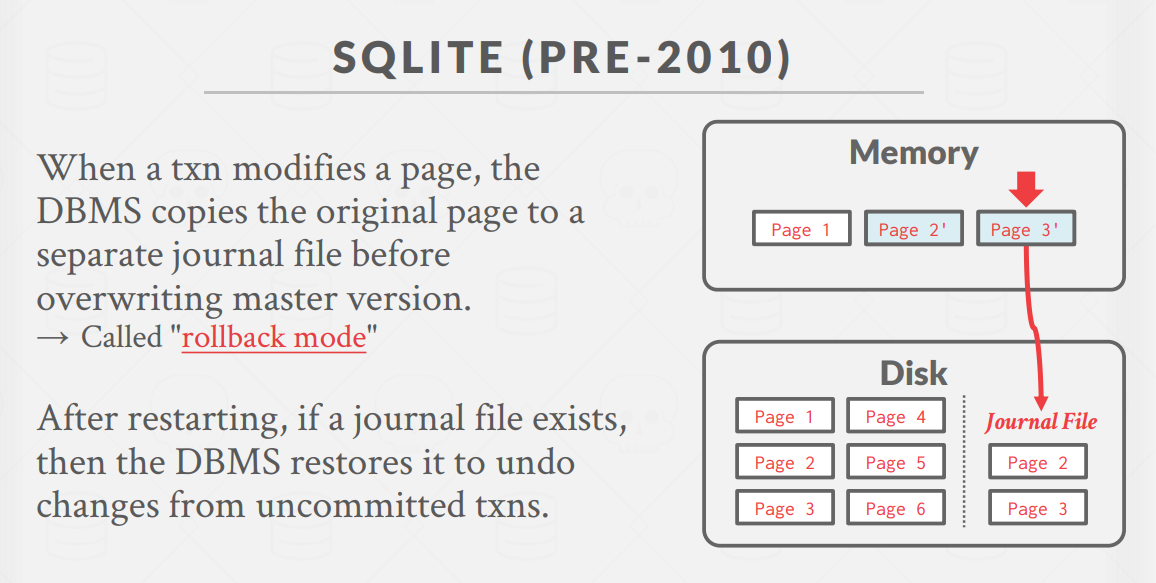 SQLITE (PRE-2010)
When a txn modifies a page, the
DBMS copies the original page to a
separate journal file before
overwriting master version.
→ Called "rollback mode"
After restarting, if a journal file exists,
then the DBMS restores it to undo
changes from uncommitted txns.
Memory
Page 1 Page 2' Page 3'
Disk
Journal File
Page 1 Page 4
Page 2 Page 5 Page 2
Page 3 Page 6 Page 3